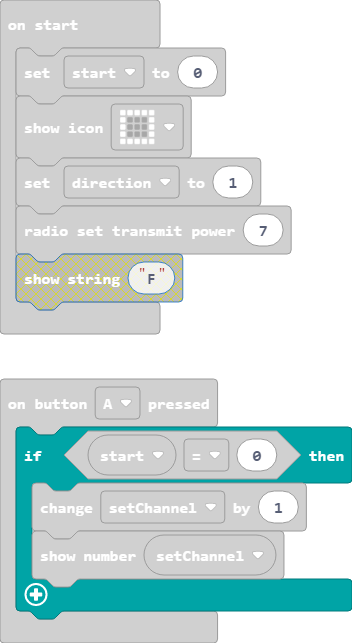 on start
set start to 0
show icon
set direction to 1
radio set transmit power 7
show string "F"
on button A pressed
if start = 0 then
change setChannel by 1
show number setChannel